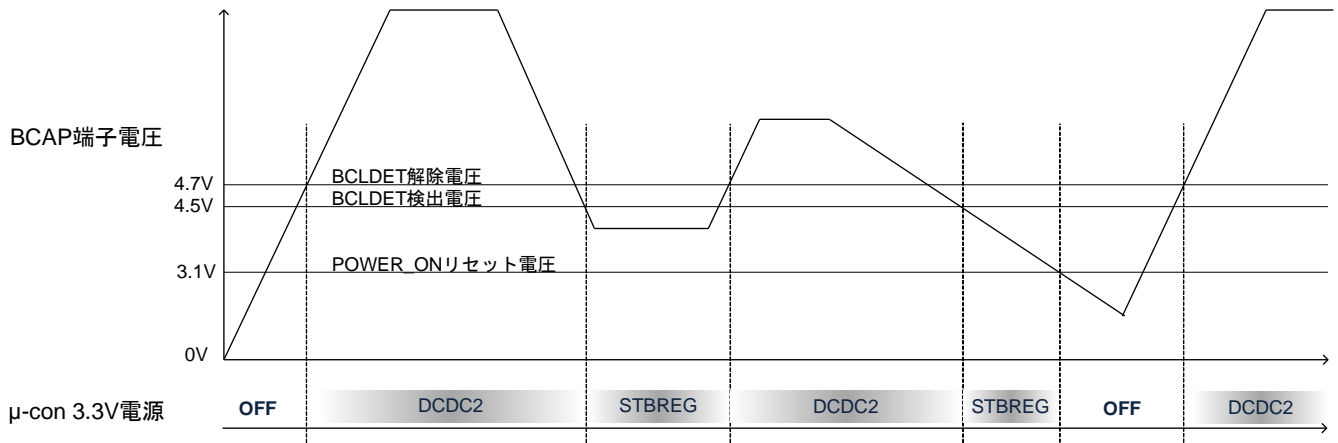 BCAP端子電圧
4.7V
BCLDET解除電圧
4.5V
BCLDET検出電圧
3.1V
POWER_ONリセット電圧
0V
μ-con 3.3V電源
OFF
DCDC2
STBREG
DCDC2
STBREG
OFF
DCDC2